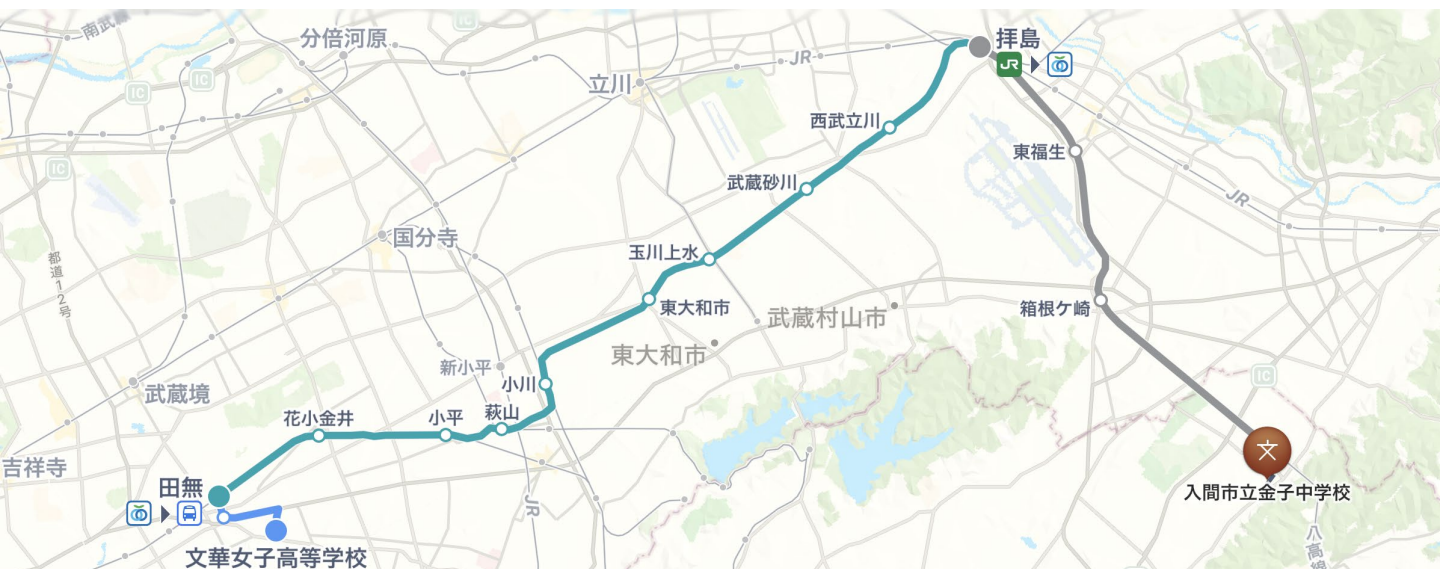 南武線
分倍河原
IC
IC
IC
拝島
JR
JR
立川
西武立川
東福生
IC
武蔵砂川
JR
国分寺
玉川上水
都道12号
東大和市
箱根ケ崎
武蔵村山市
東大和市
新小平
小川
IC
武蔵境
花小金井
小平
萩山
吉祥寺
文
田無
入間市立金子中学校
JR
八高線
文華女子高等学校